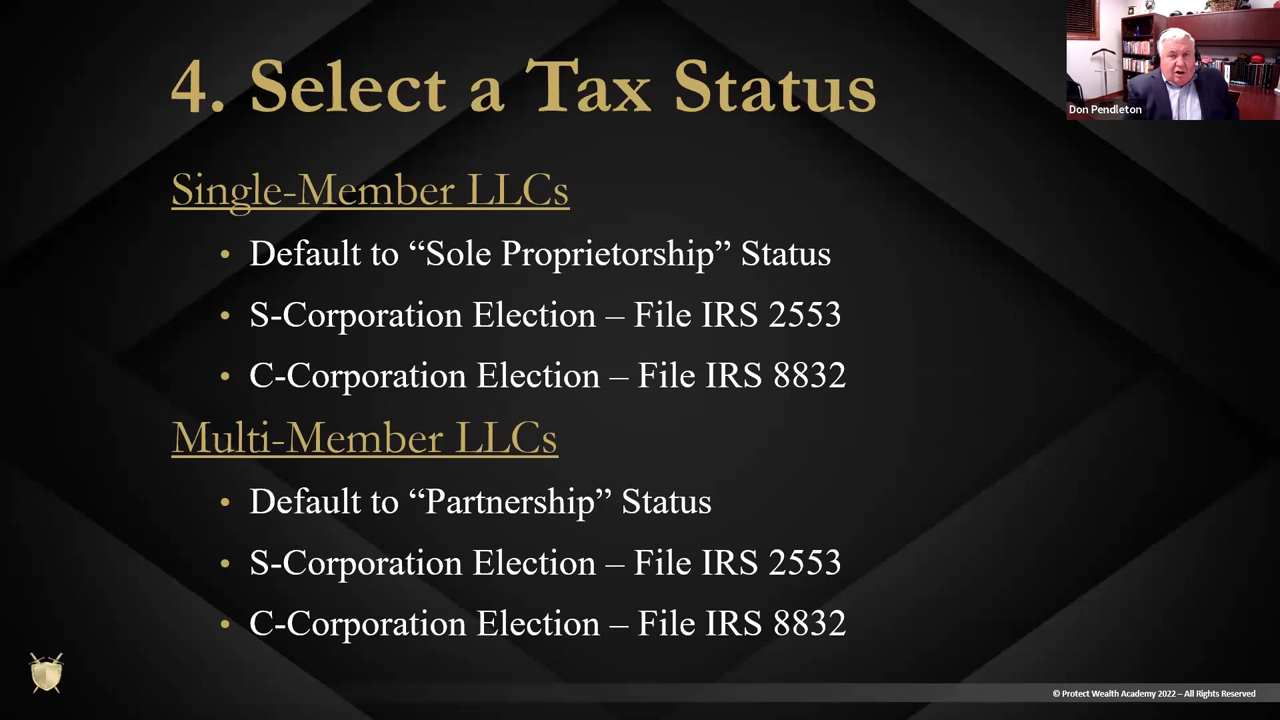 4. Select a Tax Status
Don Pendleton
Single-Member LLCs
• Default to “Sole Proprietorship” Status
• S-Corporation Election – File IRS 2553
• C-Corporation Election – File IRS 8832
Multi-Member LLCs
• Default to “Partnership” Status
• S-Corporation Election – File IRS 2553
• C-Corporation Election – File IRS 8832
© Protect Wealth Academy 2022 – All Rights Reserved